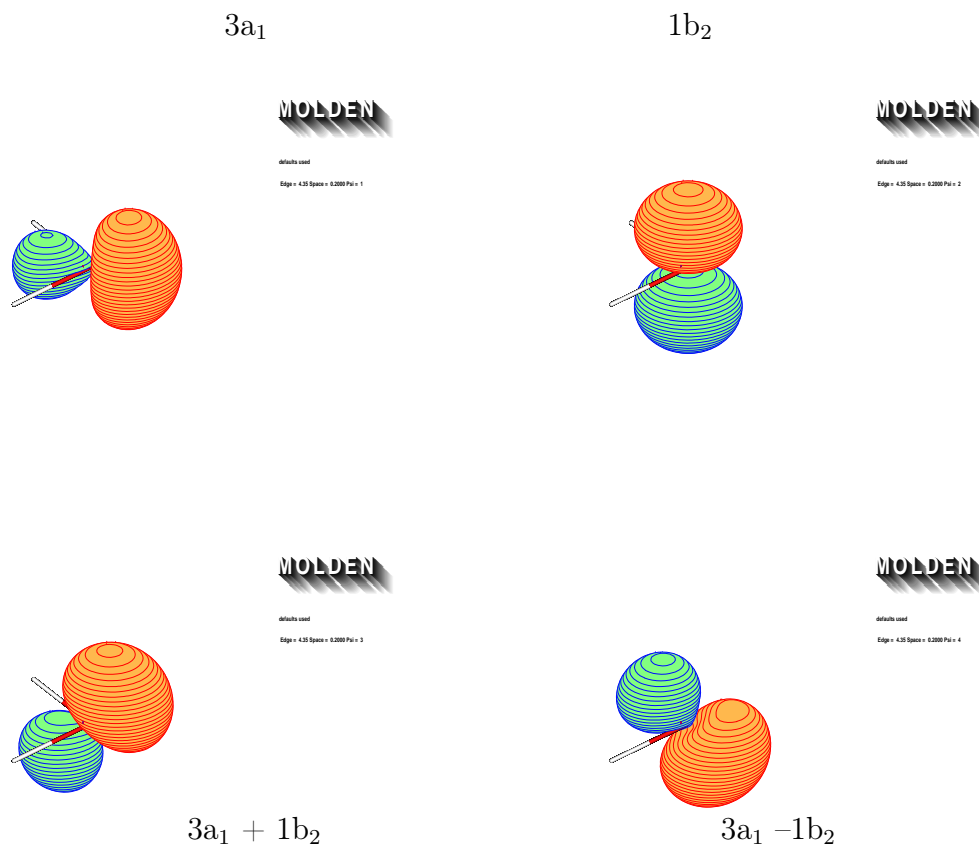 3a₁
1b₂
MOLDEN
MOLDEN
defaults used
defaults used
Edge = 4.35 Space = 0.2000 Psi = 1
Edge = 4.35 Space = 0.2000 Psi = 2
MOLDEN
MOLDEN
defaults used
defaults used
Edge = 4.35 Space = 0.2000 Psi = 3
Edge = 4.35 Space = 0.2000 Psi = 4
3a₁ + 1b₂
3a₁ –1b₂